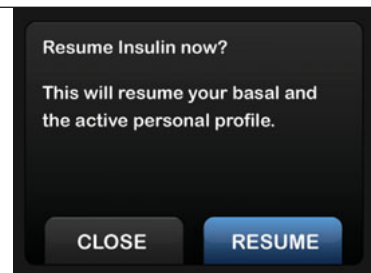 Resume Insulin now?
This will resume your basal and
the active personal profile.
CLOSE
RESUME